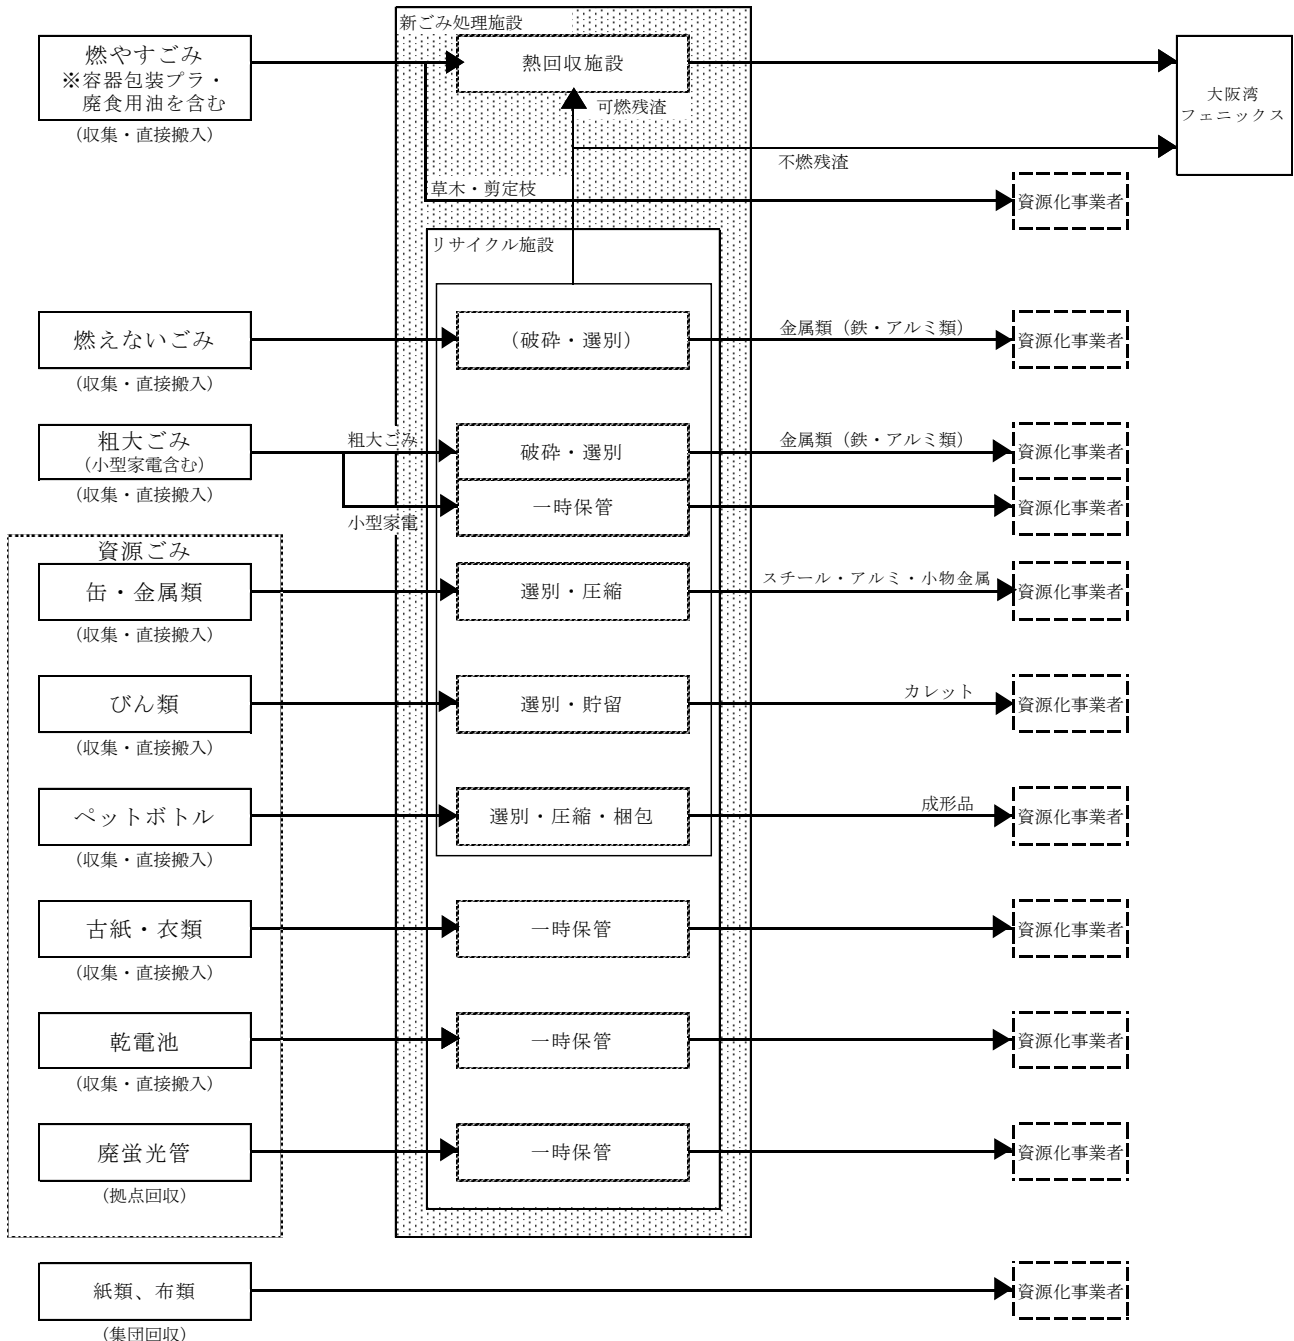 新ごみ処理施設
燃やすごみ
※容器包装プラ・
廃食用油を含む
（収集・直接搬入）
熱回収施設
可燃残渣
大阪湾
フェニックス
不燃残渣
草木・剪定枝
資源化事業者
リサイクル施設
燃えないごみ
（収集・直接搬入）
（破砕・選別）
金属類（鉄・アルミ類）
資源化事業者
粗大ごみ
（小型家電含む）
（収集・直接搬入）
粗大ごみ
破砕・選別
金属類（鉄・アルミ類）
資源化事業者
小型家電
一時保管
資源化事業者
資源ごみ
缶・金属類
（収集・直接搬入）
選別・圧縮
スチール・アルミ・小物金属
資源化事業者
びん類
（収集・直接搬入）
選別・貯留
カレット
資源化事業者
ペットボトル
（収集・直接搬入）
選別・圧縮・梱包
成形品
資源化事業者
古紙・衣類
（収集・直接搬入）
一時保管
資源化事業者
乾電池
（収集・直接搬入）
一時保管
資源化事業者
廃蛍光管
（拠点回収）
一時保管
資源化事業者
紙類、布類
（集団回収）
資源化事業者